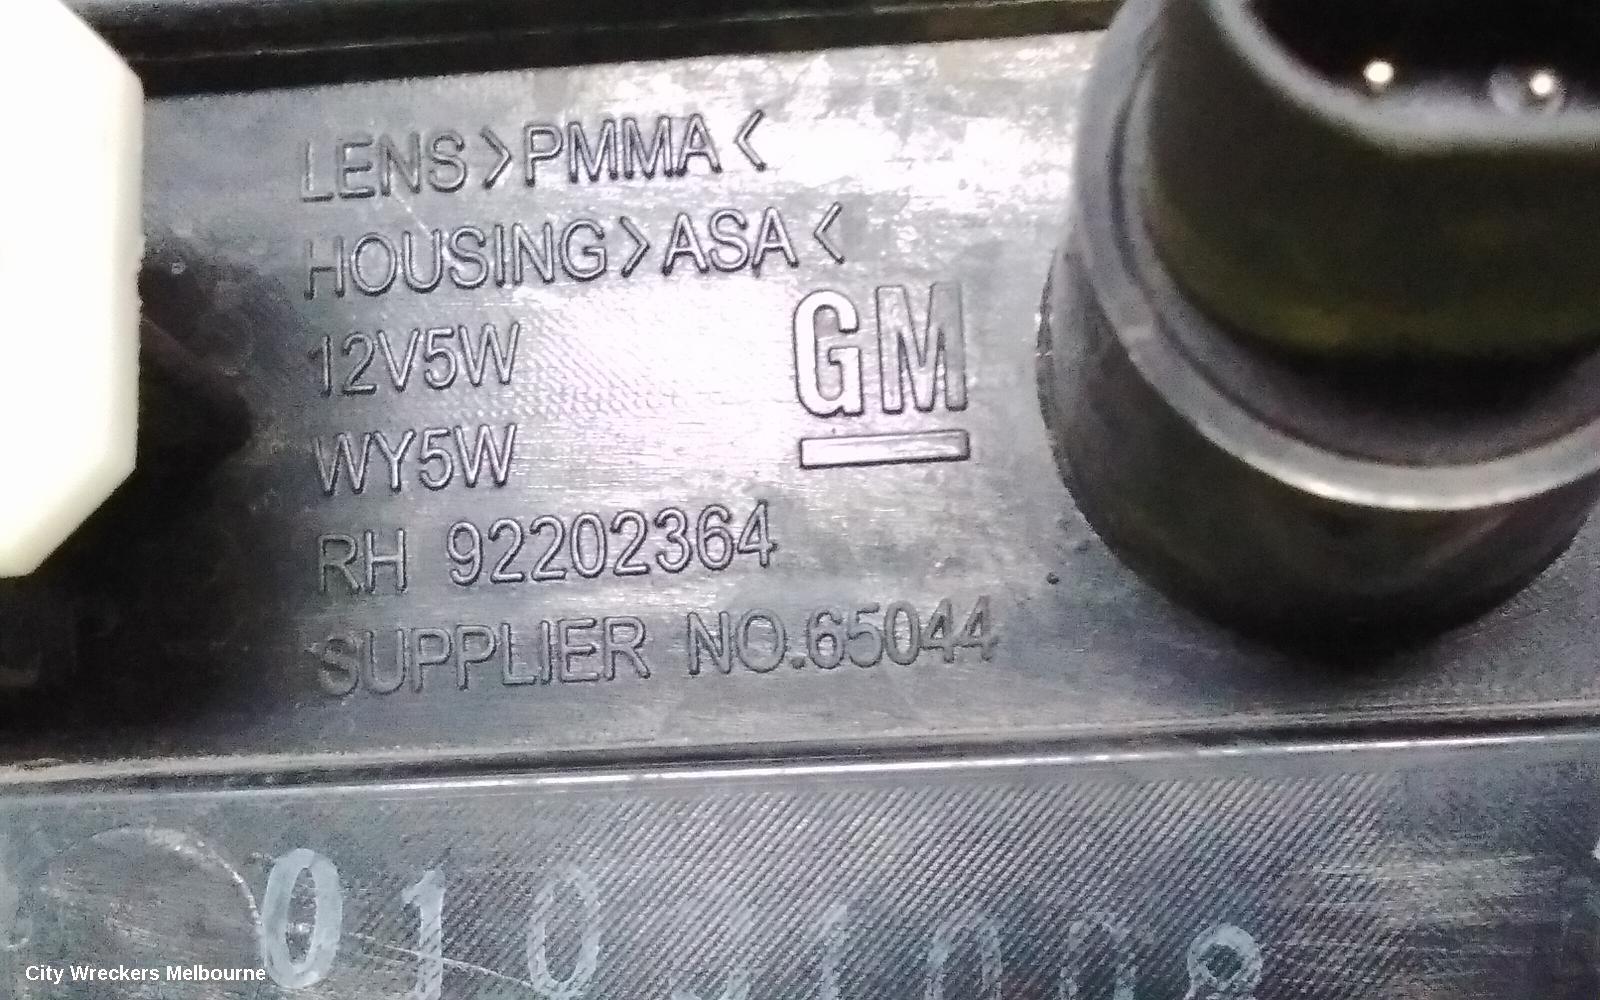 LENS>PMMA<
HOUSING>ASA<
12V5W
GM
WY5W
RH 92202364
SUPPLIER NO.65044
City Wreckers Melbourne